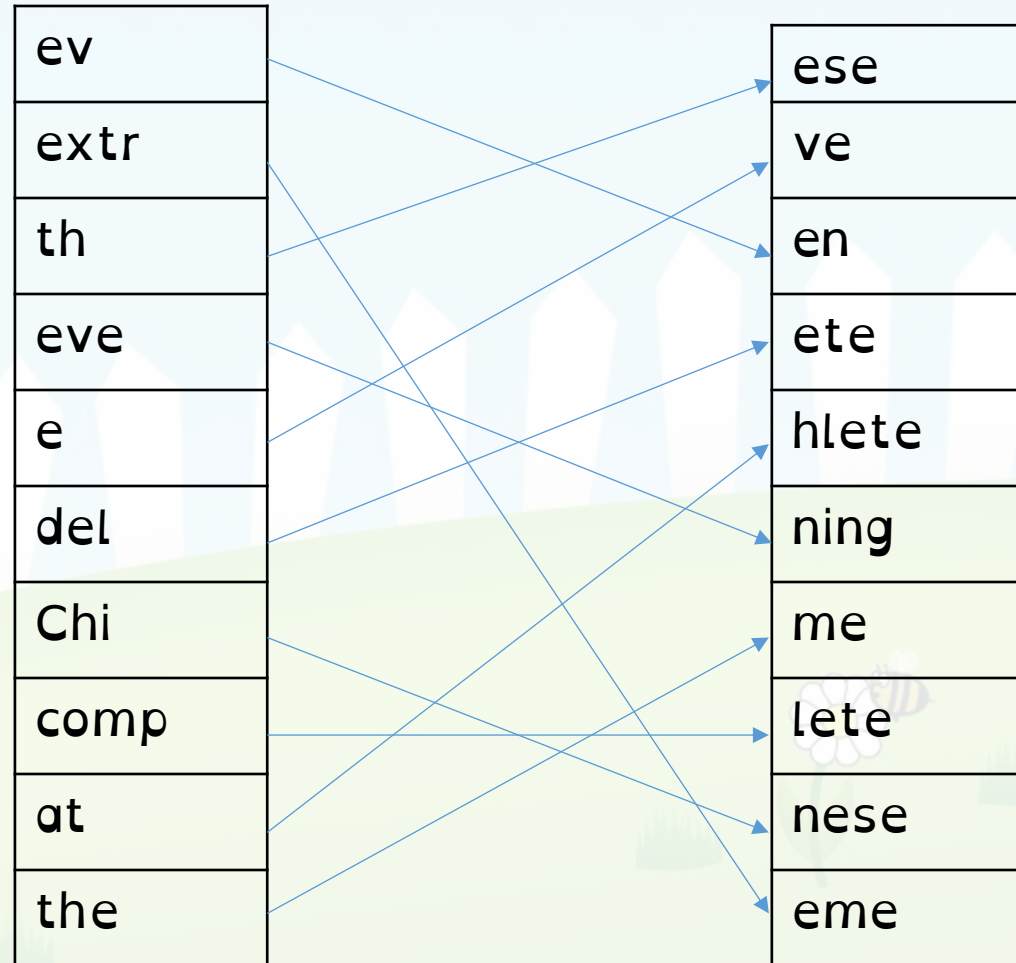 ev
extr
th
eve
e
del
Chi
comp
at
the
ese
ve
en
ete
hlete
ning
me
lete
nese
eme